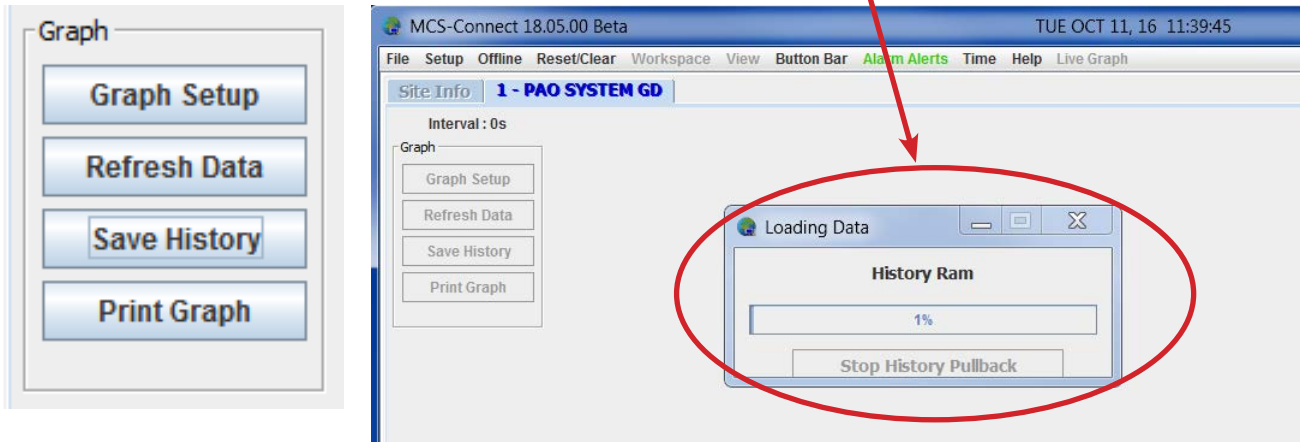 Graph
Graph Setup
Refresh Data
Save History
Print Graph
MCS-Connect 18.05.00 Beta TUE OCT 11, 16 11:39:45
File Setup Offline Reset/Clear Workspace View Button Bar Alarm Alerts Time Help Live Graph
Site Info 1 - PAO SYSTEM GD
Interval : 0s
Graph
Graph Setup
Refresh Data
Save History
Print Graph
Loading Data
History Ram
1%
Stop History Pullback